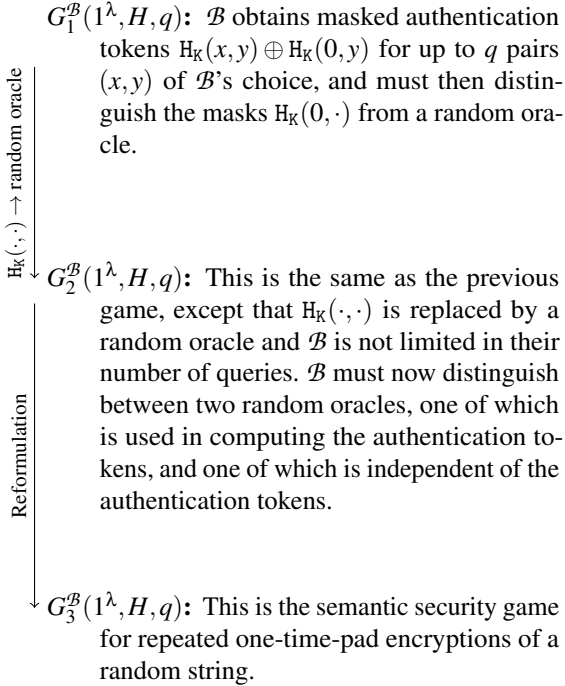 G₁^ℬ(1^λ, H, q): ℬ obtains masked authentication
tokens H_K(x, y) ⊕ H_K(0, y) for up to q pairs
(x, y) of ℬ's choice, and must then distin-
guish the masks H_K(0, ·) from a random ora-
cle.
H_K(·, ·) → random oracle
G₂^ℬ(1^λ, H, q): This is the same as the previous
game, except that H_K(·, ·) is replaced by a
random oracle and ℬ is not limited in their
number of queries. ℬ must now distinguish
between two random oracles, one of which
is used in computing the authentication to-
kens, and one of which is independent of the
authentication tokens.
Reformulation
G₃^ℬ(1^λ, H, q): This is the semantic security game
for repeated one-time-pad encryptions of a
random string.